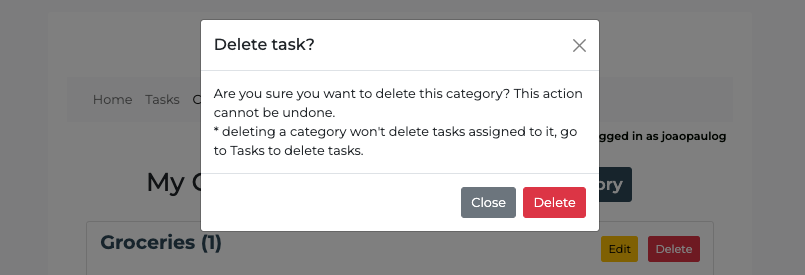 Delete task?
Are you sure you want to delete this category? This action
cannot be undone.
* deleting a category won't delete tasks assigned to it, go
to Tasks to delete tasks.
Close Delete
Home Tasks
in as joaopaulog
My
Groceries (1)
Edit Delete